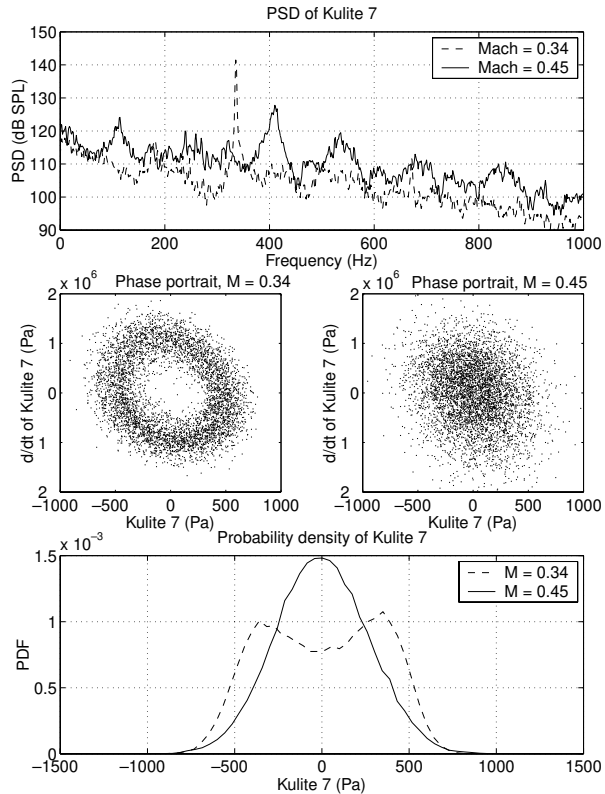 PSD of Kulite 7
150
140
130
120
110
100
90
PSD (dB SPL)
Mach = 0.34
Mach = 0.45
0
200
400
600
800
1000
Frequency (Hz)
x 10^6
Phase portrait, M = 0.34
2
1
0
1
2
d/dt of Kulite 7 (Pa)
−1000
−500
0
500
1000
Kulite 7 (Pa)
x 10^6
Phase portrait, M = 0.45
2
1
0
1
2
d/dt of Kulite 7 (Pa)
−1000
−500
0
500
1000
Kulite 7 (Pa)
x 10^−3
Probability density of Kulite 7
1.5
1
0.5
0
PDF
M = 0.34
M = 0.45
−1500
−1000
−500
0
500
1000
1500
Kulite 7 (Pa)